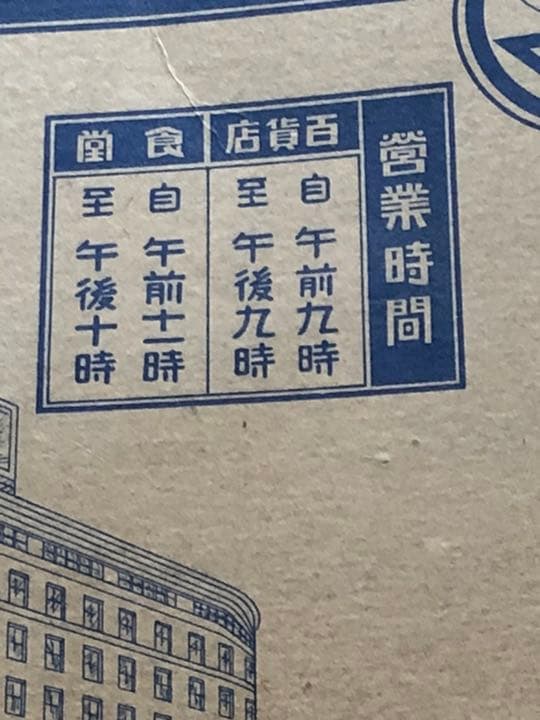 營業時間
百貨店
自 午前九時
至 午後九時
食堂
自 午前十一時
至 午後十時